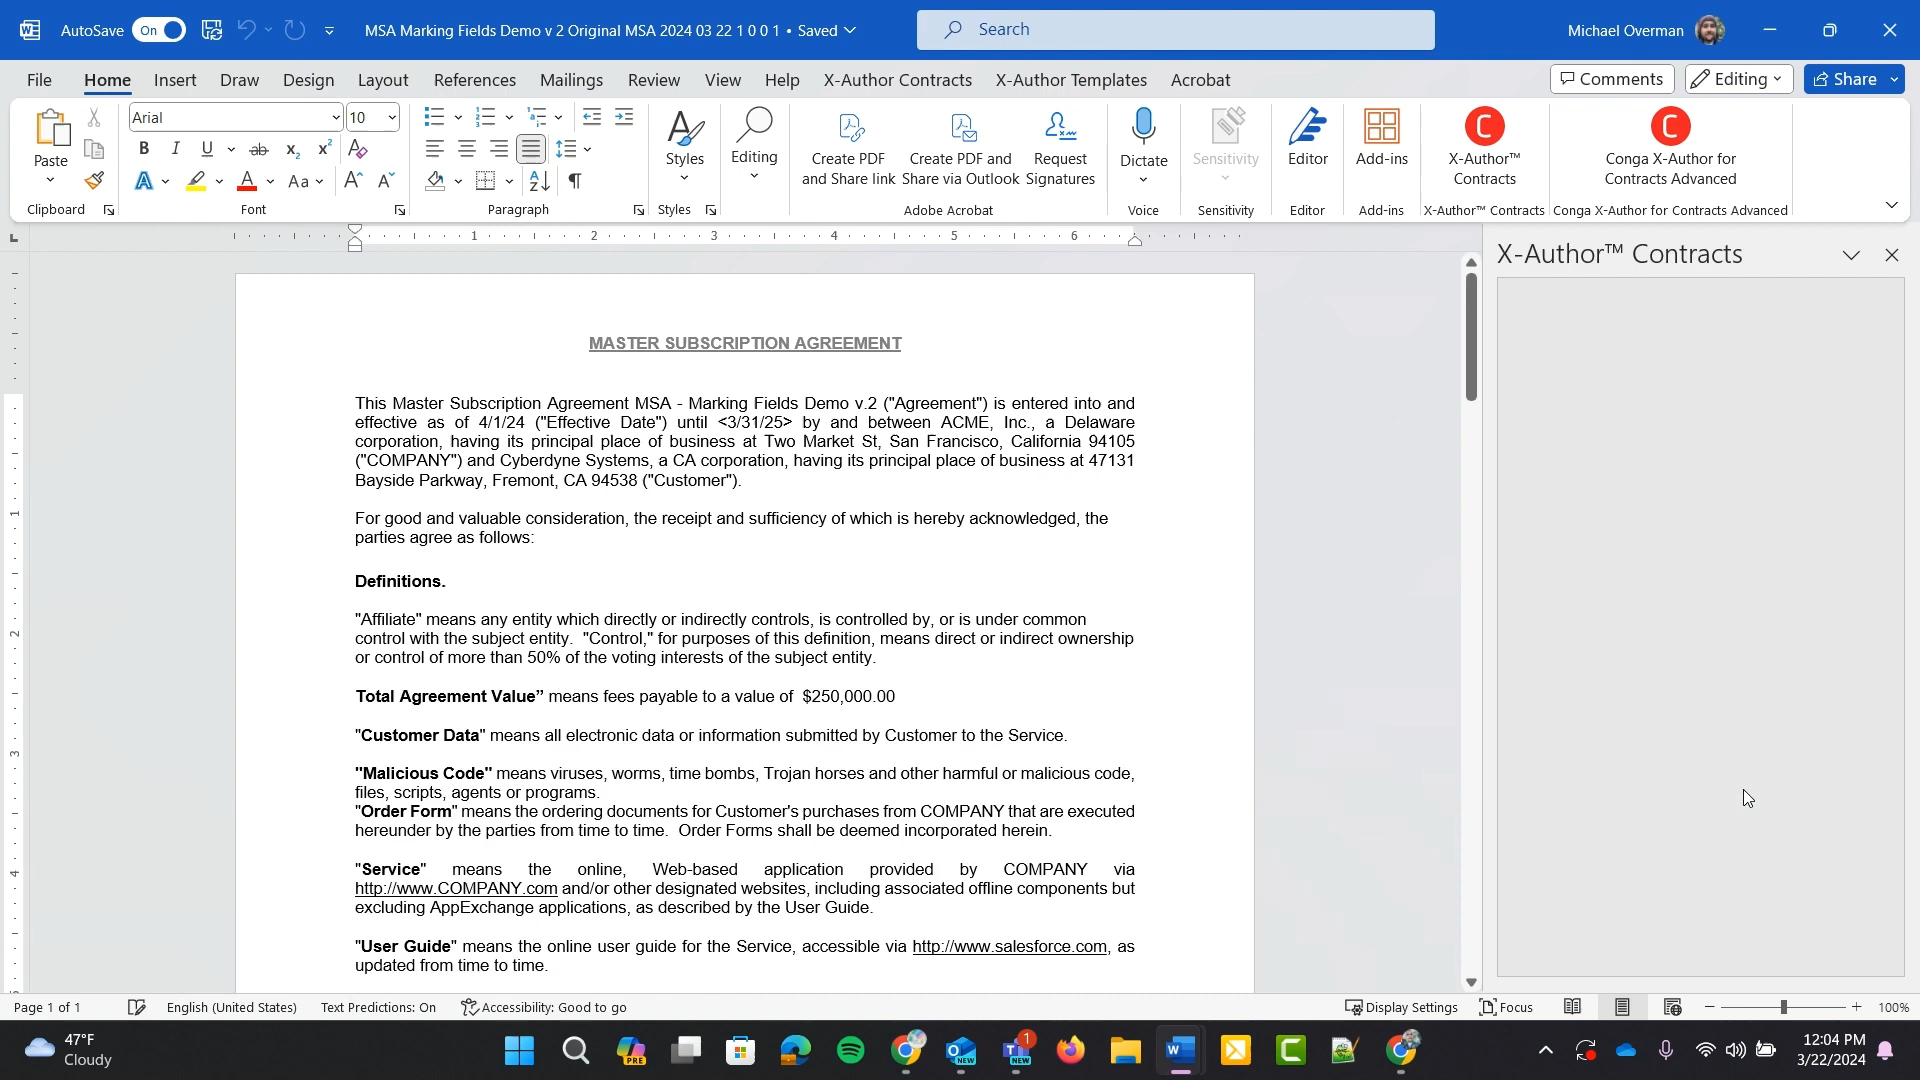 AutoSave On MSA Marking Fields Demo v 2 Original MSA 2024 03 22 1 0 0 1 • Saved Search Michael Overman
File Home Insert Draw Design Layout References Mailings Review View Help X-Author Contracts X-Author Templates Acrobat Comments Editing Share
Arial 10
Paste Styles Editing Create PDF and Share link Create PDF and Share via Outlook Request Signatures Dictate Sensitivity Editor Add-ins X-Author™ Contracts Conga X-Author for Contracts Advanced
Clipboard Font Paragraph Styles Adobe Acrobat Voice Sensitivity Editor Add-ins X-Author™ Contracts Conga X-Author for Contracts Advanced
1 2 3 4 5 6
X-Author™ Contracts
MASTER SUBSCRIPTION AGREEMENT
This Master Subscription Agreement MSA - Marking Fields Demo v.2 ("Agreement") is entered into and
effective as of 4/1/24 ("Effective Date") until <3/31/25> by and between ACME, Inc., a Delaware
corporation, having its principal place of business at Two Market St, San Francisco, California 94105
("COMPANY") and Cyberdyne Systems, a CA corporation, having its principal place of business at 47131
Bayside Parkway, Fremont, CA 94538 ("Customer").
For good and valuable consideration, the receipt and sufficiency of which is hereby acknowledged, the
parties agree as follows:
Definitions.
"Affiliate" means any entity which directly or indirectly controls, is controlled by, or is under common
control with the subject entity. "Control," for purposes of this definition, means direct or indirect ownership
or control of more than 50% of the voting interests of the subject entity.
Total Agreement Value” means fees payable to a value of $250,000.00
"Customer Data" means all electronic data or information submitted by Customer to the Service.
"Malicious Code" means viruses, worms, time bombs, Trojan horses and other harmful or malicious code,
files, scripts, agents or programs.
"Order Form" means the ordering documents for Customer's purchases from COMPANY that are executed
hereunder by the parties from time to time. Order Forms shall be deemed incorporated herein.
"Service" means the online, Web-based application provided by COMPANY via
http://www.COMPANY.com and/or other designated websites, including associated offline components but
excluding AppExchange applications, as described by the User Guide.
"User Guide" means the online user guide for the Service, accessible via http://www.salesforce.com, as
updated from time to time.
Page 1 of 1 English (United States) Text Predictions: On Accessibility: Good to go Display Settings Focus 100%
47°F
Cloudy
12:04 PM
3/22/2024